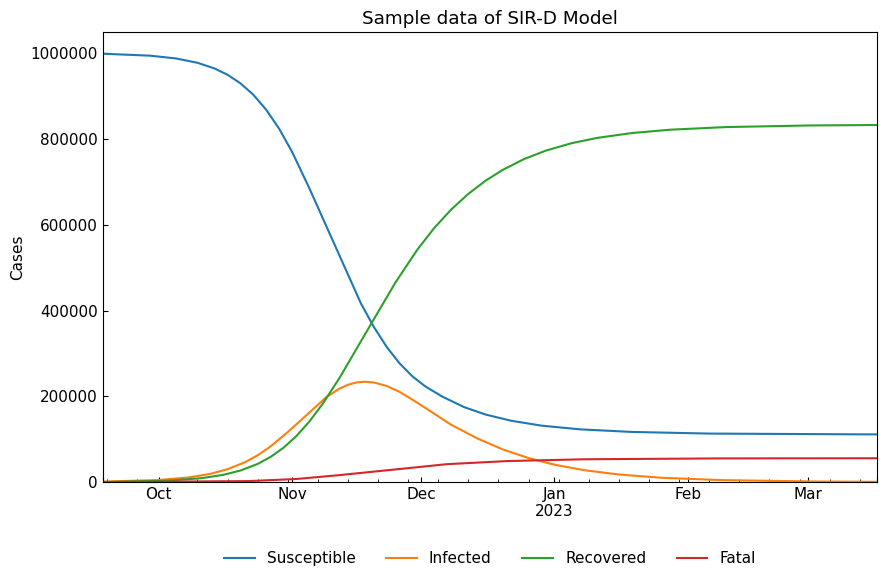 Sample data of SIR-D Model
1000000
800000
600000
400000
200000
0
Cases
Oct Nov Dec Jan Feb Mar
2023
Susceptible Infected Recovered Fatal